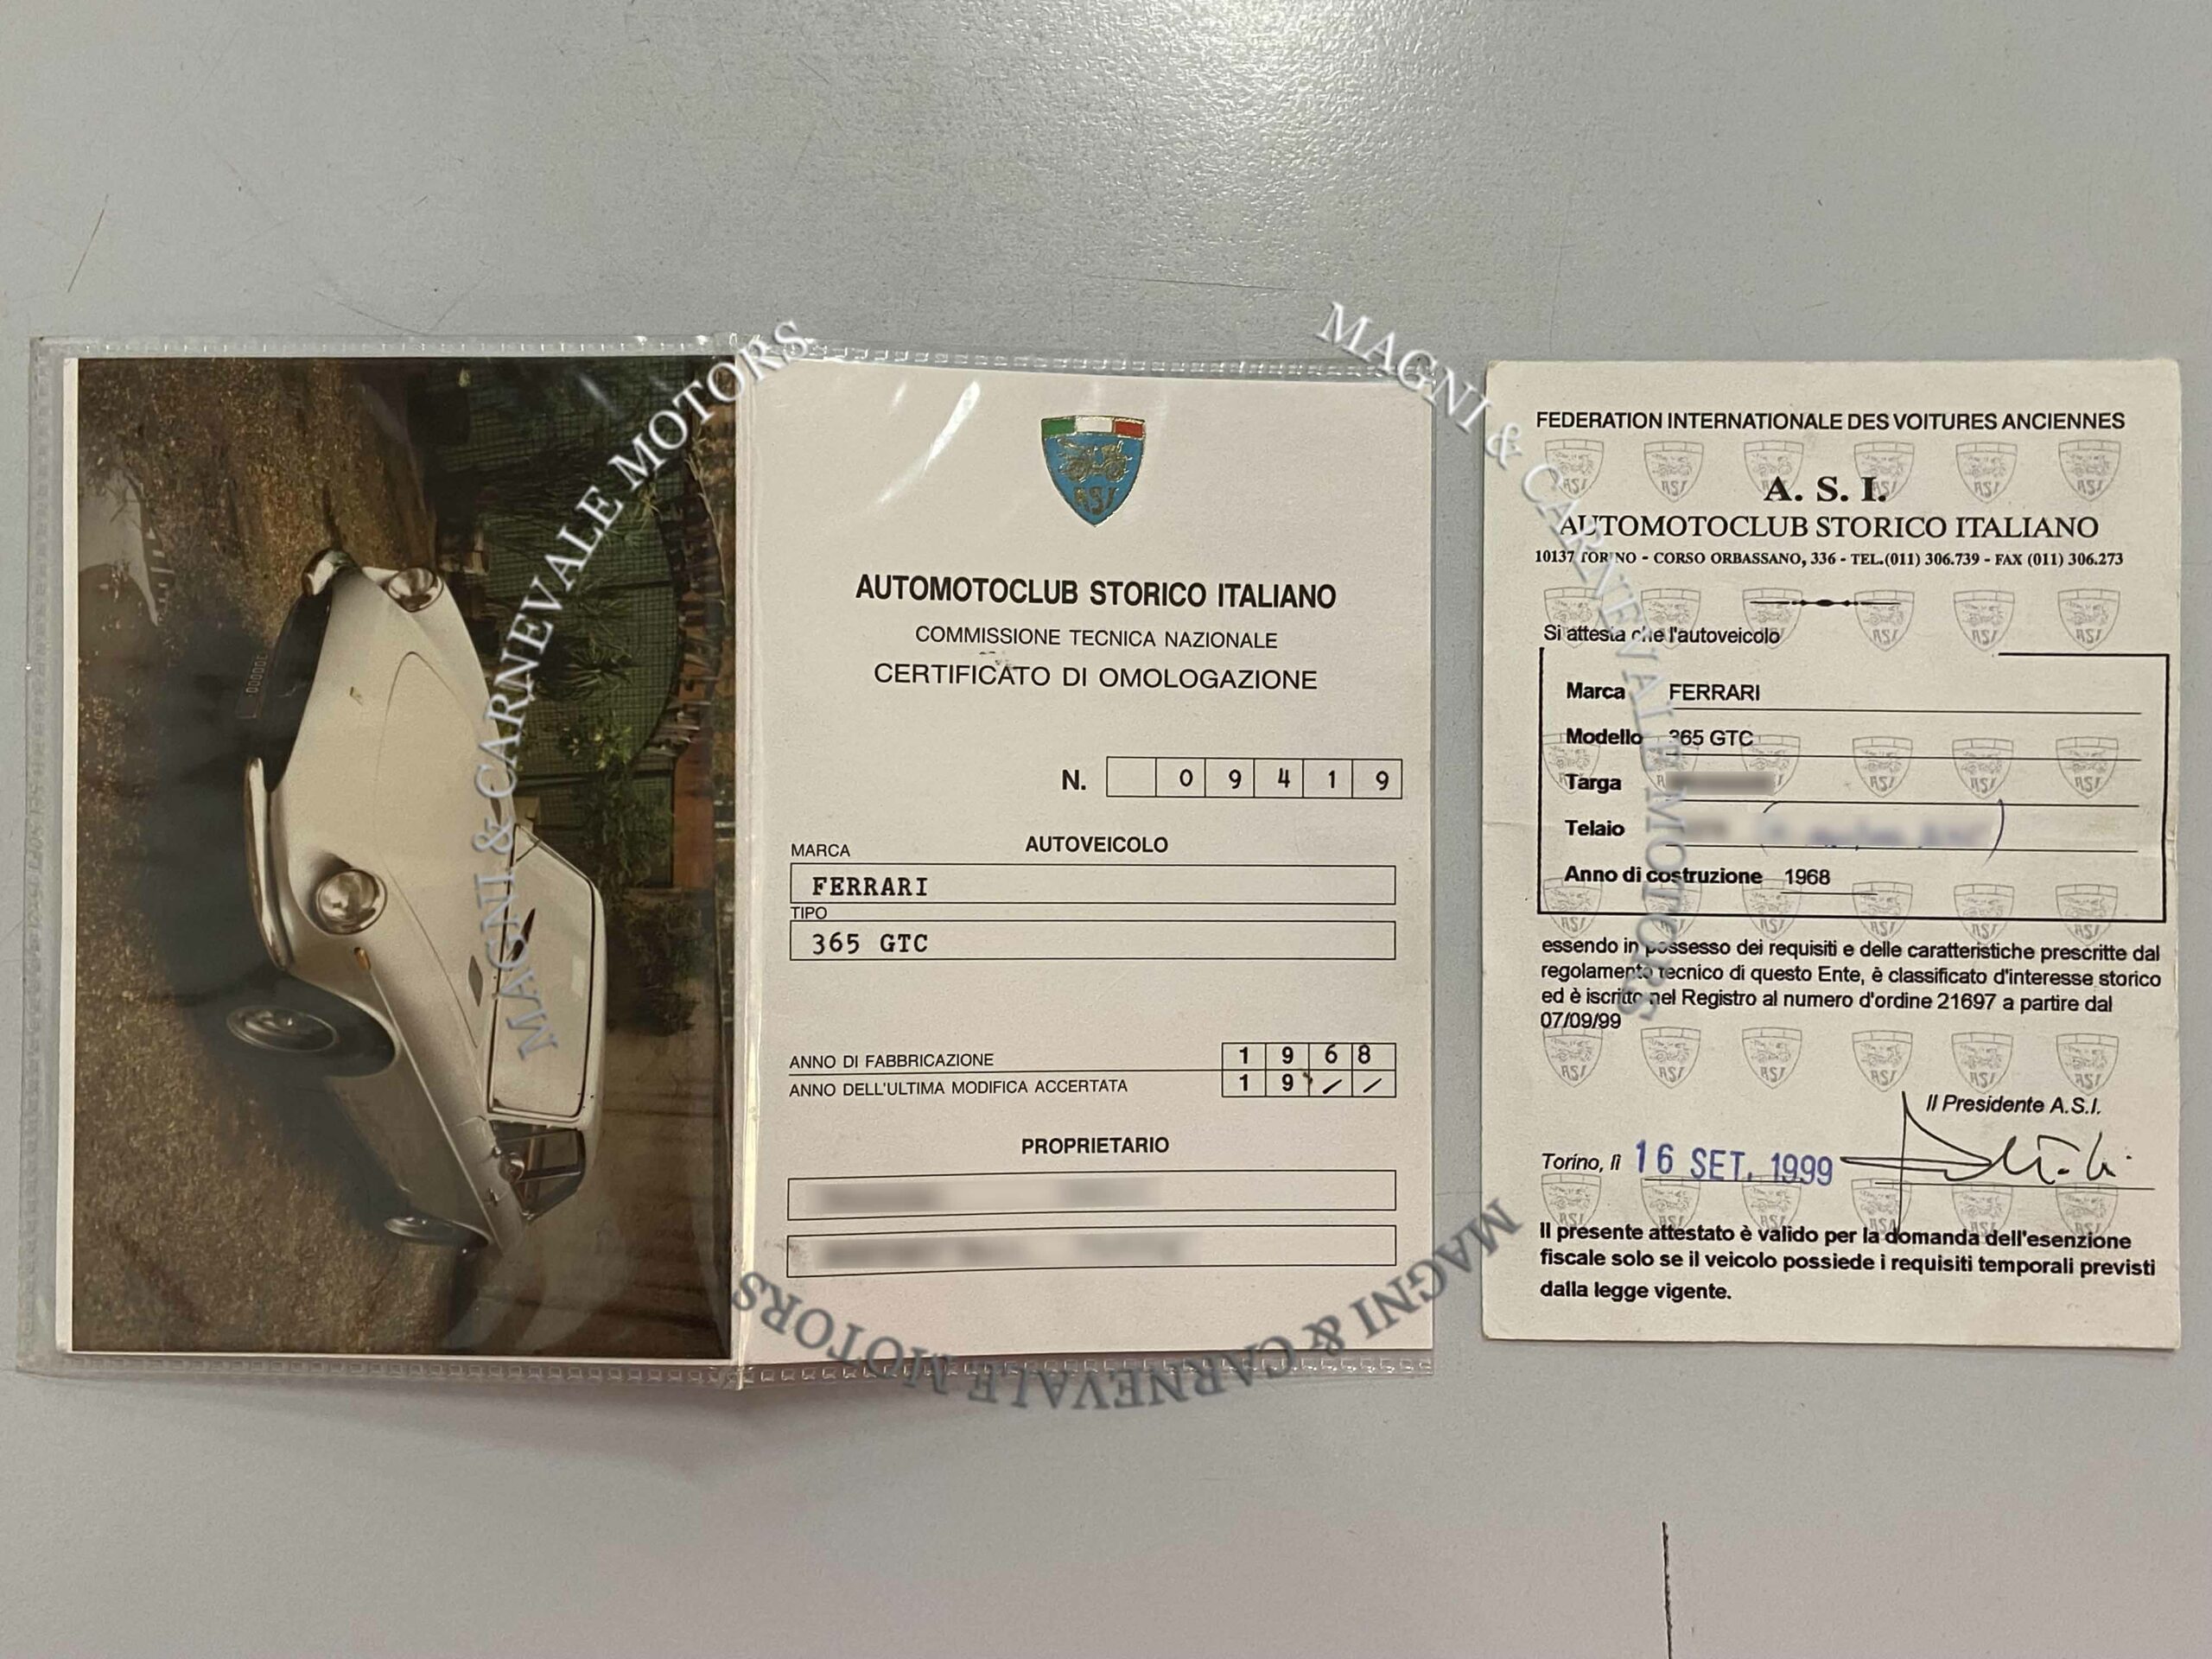 MAGNI & CARNEVALE MOTORS
ASI
AUTOMOTOCLUB STORICO ITALIANO
COMMISSIONE TECNICA NAZIONALE
CERTIFICATO DI OMOLOGAZIONE
N. 0 9 4 1 9
AUTOVEICOLO
MARCA
FERRARI
TIPO
365 GTC
ANNO DI FABBRICAZIONE 1 9 6 8
ANNO DELL'ULTIMA MODIFICA ACCERTATA 1 9 / /
PROPRIETARIO
MAGNI & CARNEVALE MOTORS
MAGNI & CARNEVALE MOTORS
FEDERATION INTERNATIONALE DES VOITURES ANCIENNES
A. S. I.
AUTOMOTOCLUB STORICO ITALIANO
10137 TORINO - CORSO ORBASSANO, 336 - TEL.(011) 306.739 - FAX (011) 306.273
Si attesta che l'autoveicolo
Marca FERRARI
Modello 365 GTC
Targa
Telaio
Anno di costruzione 1968
essendo in possesso dei requisiti e delle caratteristiche prescritte dal
regolamento tecnico di questo Ente, è classificato d'interesse storico
ed è iscritto nel Registro al numero d'ordine 21697 a partire dal
07/09/99
Il Presidente A.S.I.
Torino, lì 16 SET. 1999
Il presente attestato è valido per la domanda dell'esenzione
fiscale solo se il veicolo possiede i requisiti temporali previsti
dalla legge vigente.